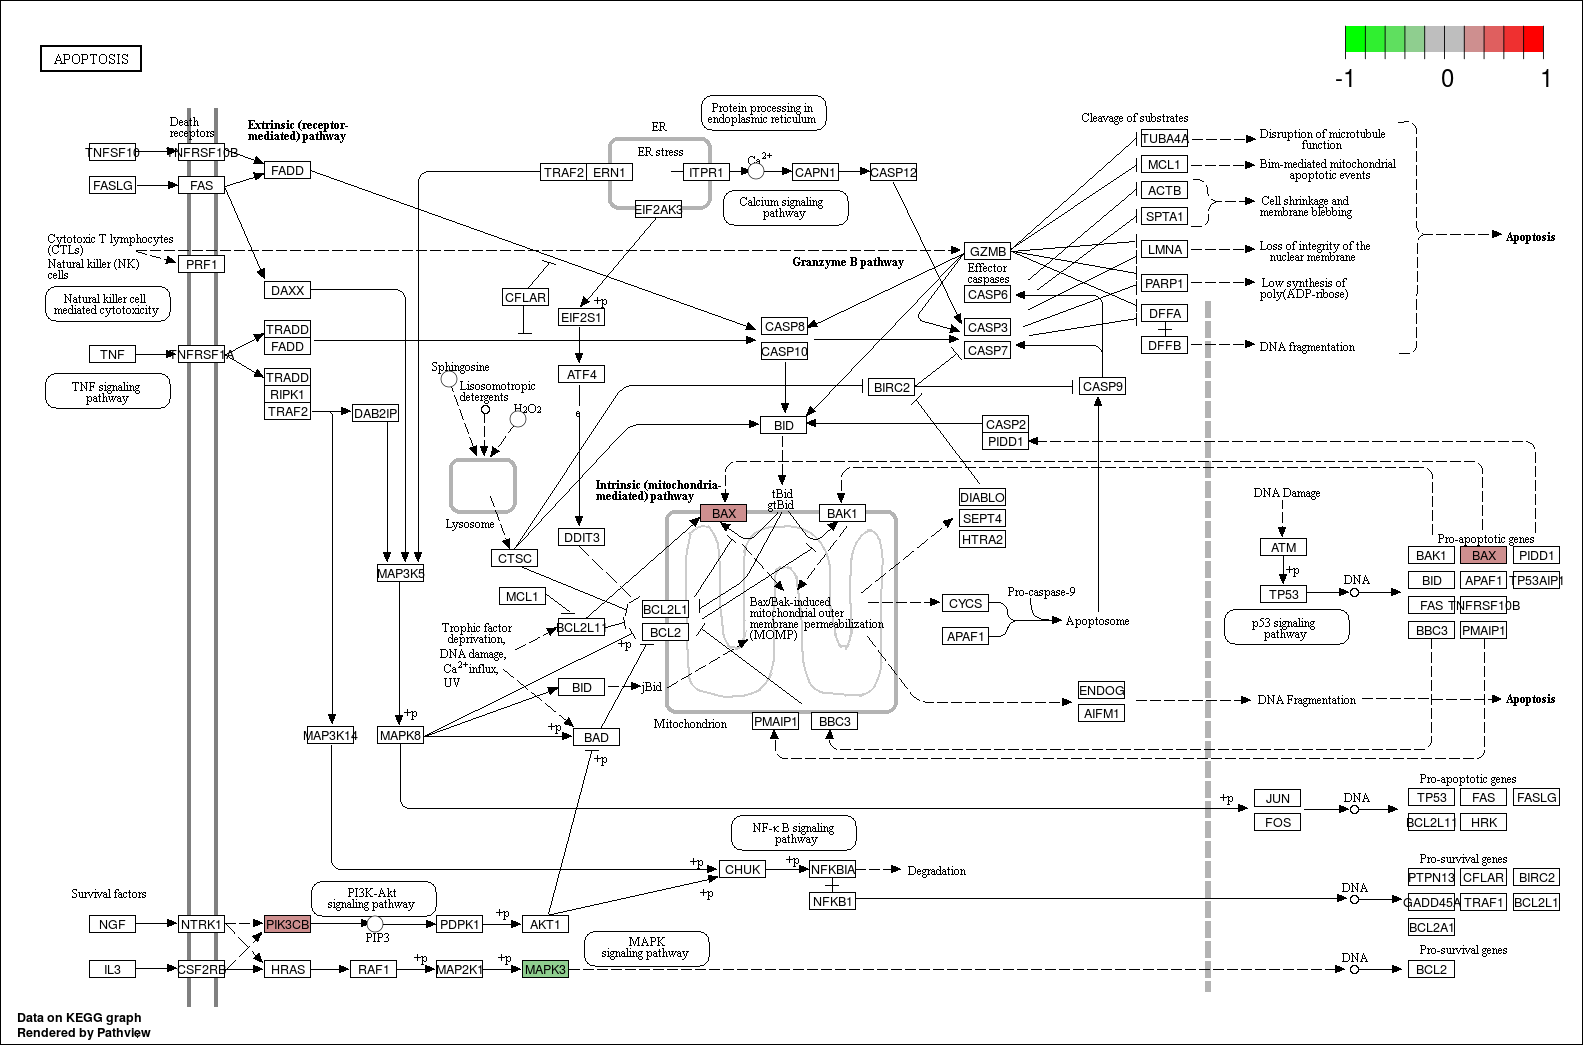 APOPTOSIS
-1 0 1
Death
receptors
Extrinsic (receptor-
mediated) pathway
TNFSF10
TNFRSF10B
FASLG
FAS
FADD
Cytotoxic T lymphocytes
(CTLs)
Natural killer (NK)
cells
PRF1
DAXX
Natural killer cell
mediated cytotoxicity
TRADD
FADD
TNF
TNFRSF1A
TNF signaling
pathway
TRADD
RIPK1
TRAF2
DAB2IP
Protein processing in
endoplasmic reticulum
ER
ER stress
TRAF2
ERN1
ITPR1
Ca2+
CAPN1
CASP12
EIF2AK3
Calcium signaling
pathway
Granzyme B pathway
CFLAR
+p
EIF2S1
ATF4
e
Sphingosine
Lisosomotropic
detergents
H2O2
Lysosome
CTSC
DDIT3
MAP3K5
GZMB
Effector
caspases
CASP6
CASP3
CASP7
CASP8
CASP10
BIRC2
CASP9
BID
CASP2
PIDD1
Cleavage of substrates
TUBA4A
Disruption of microtubule
function
MCL1
Bim-mediated mitochondrial
apoptotic events
ACTB
SPTA1
Cell shrinkage and
membrane blebbing
LMNA
Loss of integrity of the
nuclear membrane
PARP1
Low synthesis of
poly(ADP-ribose)
DFFA
DFFB
DNA fragmentation
Apoptosis
Intrinsic (mitochondria-
mediated) pathway
tBid
gtBid
BAX
BAK1
DIABLO
SEPT4
HTRA2
MCL1
BCL2L11
BCL2L1
BCL2
+p
Bax/Bak-induced
mitochondrial outer
membrane permeabilization
(MOMP)
CYCS
APAF1
Pro-caspase-9
Apoptosome
Trophic factor
deprivation,
DNA damage,
Ca2+ influx,
UV
BID
jBid
+p
BAD
+p
Mitochondrion
PMAIP1
BBC3
ENDOG
AIFM1
DNA Fragmentation
Apoptosis
DNA Damage
ATM
+p
TP53
DNA
p53 signaling
pathway
Pro-apoptotic genes
BAK1
BAX
PIDD1
BID
APAF1
TP53AIP1
FAS
TNFRSF10B
BBC3
PMAIP1
MAP3K14
+p
MAPK8
+p
JUN
FOS
DNA
Pro-apoptotic genes
TP53
FAS
FASLG
BCL2L11
HRK
NF-κ B signaling
pathway
+p
CHUK
+p
NFKBIA
Degradation
+p
NFKB1
DNA
Pro-survival genes
PTPN13
CFLAR
BIRC2
GADD45A
TRAF1
BCL2L1
BCL2A1
Survival factors
PI3K-Akt
signaling pathway
NGF
NTRK1
PIK3CB
PIP3
PDPK1
+p
AKT1
MAPK
signaling pathway
IL3
CSF2RB
HRAS
RAF1
+p
MAP2K1
+p
MAPK3
DNA
Pro-survival genes
BCL2
Data on KEGG graph
Rendered by Pathview